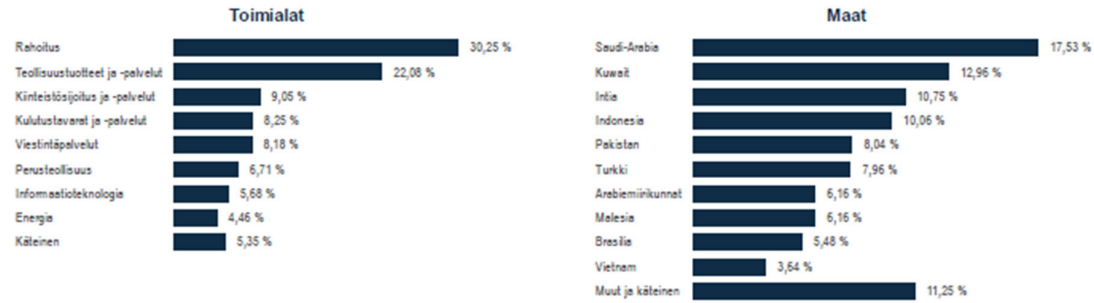 Toimialat
Rahoitus 30,25 %
Teollisuustuotteet ja -palvelut 22,08 %
Kiinteistösijoitus ja -palvelut 9,05 %
Kulutustavarat ja -palvelut 8,25 %
Viestintäpalvelut 8,18 %
Perusteollisuus 6,71 %
Informaatioteknologia 5,68 %
Energia 4,46 %
Käteinen 5,35 %
Maat
Saudi-Arabia 17,53 %
Kuwait 12,96 %
Intia 10,75 %
Indonesia 10,06 %
Pakistan 8,04 %
Turkki 7,96 %
Arabiemiirikunnat 6,16 %
Malesia 6,16 %
Brasilia 5,48 %
Vietnam 3,64 %
Muut ja käteinen 11,25 %